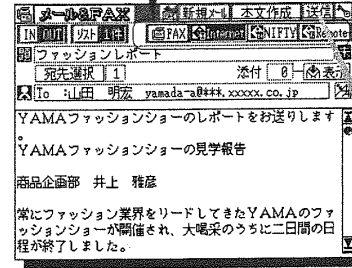 メール&FAX 新規メール 本文作成 送信
IN OUT リスト 1件 FAX Internet NIFTY Remote
ファッションレポート
宛先選択 1 添付 0 表示
To :山田 明宏 yamada-a@***.xxxxx.co.jp
YAMAファッションショーのレポートをお送りします
。
YAMAファッションショーの見学報告
商品企画部 井上 雅彦
常にファッション業界をリードしてきたYAMAのファ
ッションショーが開催され、大喝采のうちに二日間の日
程が終了しました。